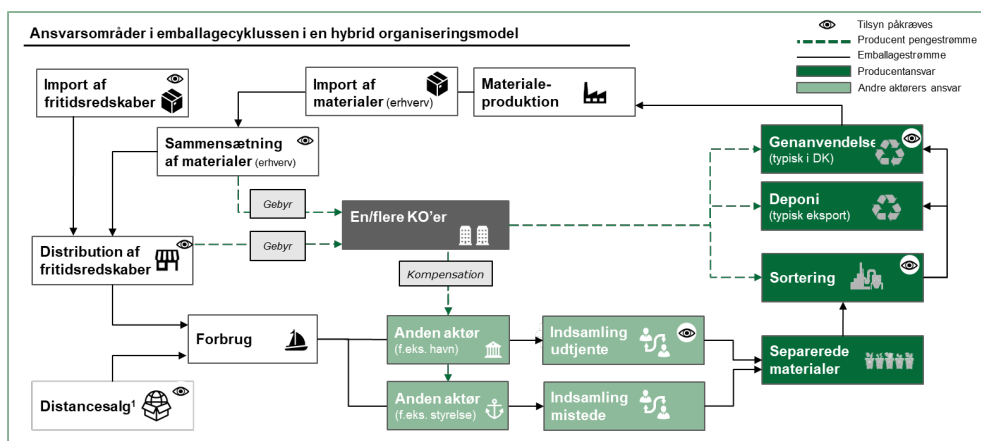 Ansvarsområder i emballagecyklussen i en hybrid organiseringsmodel
Tilsyn påkræves
Producent pengestrømme
Emballagestrømme
Producentansvar
Andre aktørers ansvar
Import af
fritidsredskaber
Import af
materialer (erhverv)
Materiale-
produktion
Sammensætning
af materialer (erhverv)
Genanvendelse
(typisk i DK)
Gebyr
En/flere KO'er
Deponi
(typisk eksport)
Distribution af
fritidsredskaber
Gebyr
Kompensation
Sortering
Forbrug
Anden aktør
(f.eks. havn)
Indsamling
udtjente
Separerede
materialer
Distancesalg¹
Anden aktør
(f.eks. styrelse)
Indsamling
mistede